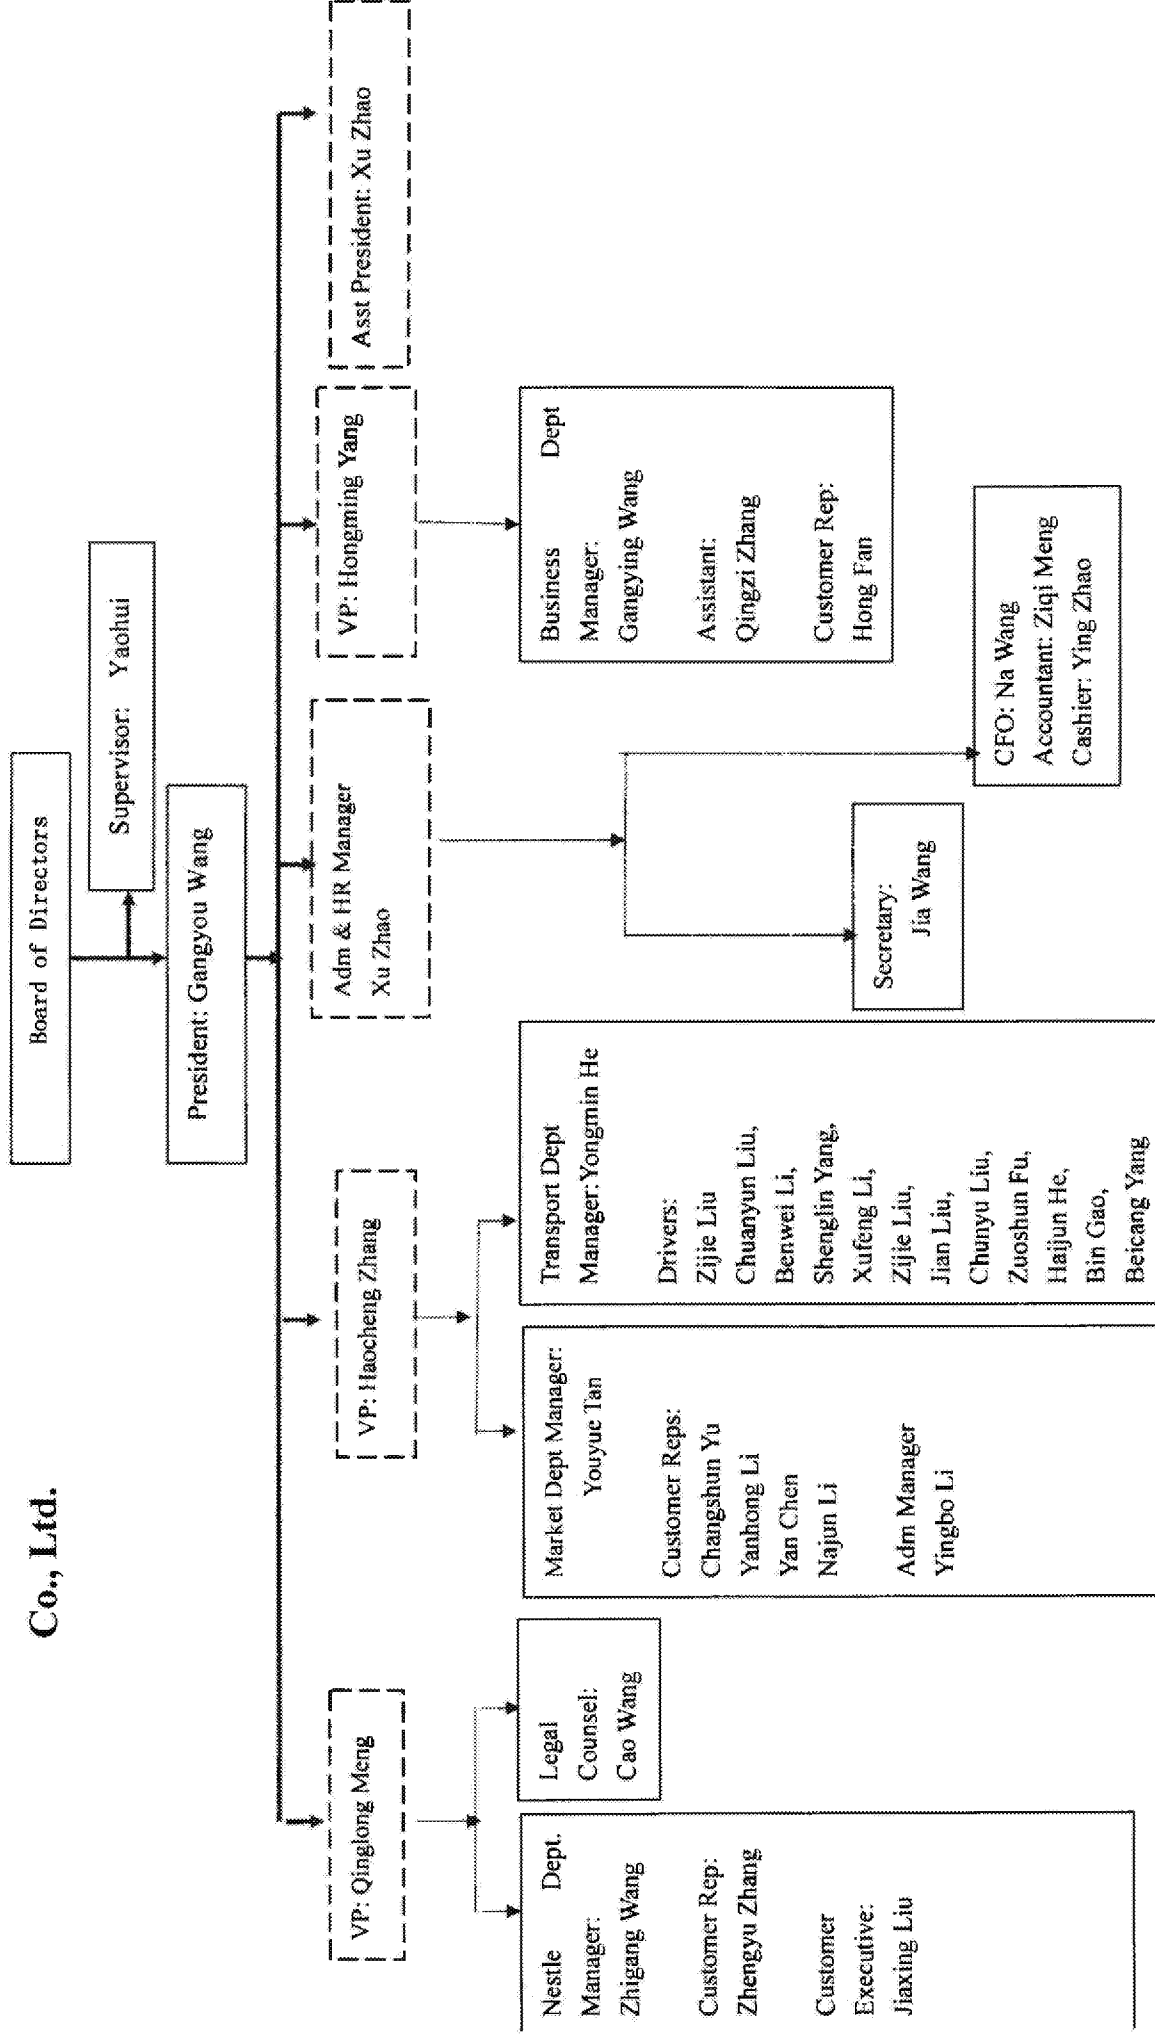 Co., Ltd.
Board of Directors
Supervisor: Yaohui
President: Gangyou Wang
VP: Qinglong Meng
VP: Haocheng Zhang
Adm & HR Manager
Xu Zhao
VP: Hongming Yang
Asst President: Xu Zhao
Nestle Dept.
Manager:
Zhigang Wang
Customer Rep:
Zhengyu Zhang
Customer
Executive:
Jiaxing Liu
Legal
Counsel:
Cao Wang
Market Dept Manager:
Youyue Tan
Customer Reps:
Changshun Yu
Yanhong Li
Yan Chen
Najun Li
Adm Manager
Yingbo Li
Transport Dept
Manager: Yongmin He
Drivers:
Zijie Liu
Chuanyun Liu,
Benwei Li,
Shenglin Yang,
Xufeng Li,
Zijie Liu,
Jian Liu,
Chunyu Liu,
Zuoshun Fu,
Haijun He,
Bin Gao,
Beicang Yang
Secretary:
Jia Wang
CFO: Na Wang
Accountant: Ziqi Meng
Cashier: Ying Zhao
Business Dept
Manager:
Gangying Wang
Assistant:
Qingzi Zhang
Customer Rep:
Hong Fan